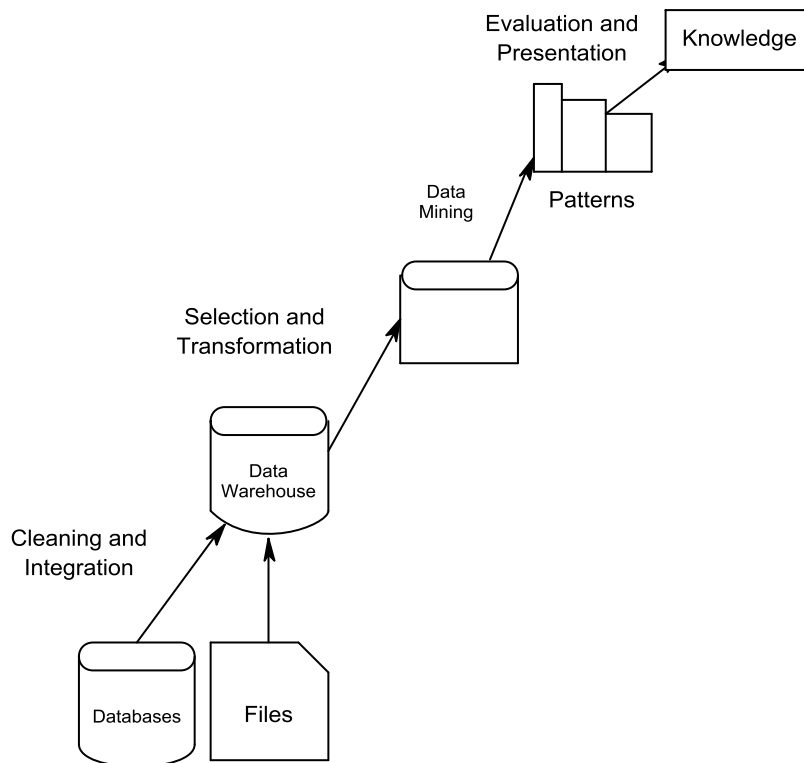 Evaluation and
Presentation
Knowledge
Patterns
Data
Mining
Selection and
Transformation
Data
Warehouse
Cleaning and
Integration
Databases
Files